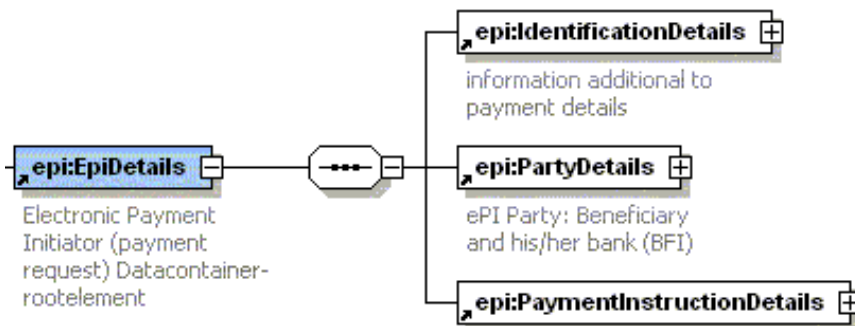 epi:IdentificationDetails
information additional to
payment details
epi:EpiDetails
Electronic Payment
Initiator (payment
request) Datacontainer-
rootelement
epi:PartyDetails
ePI Party: Beneficiary
and his/her bank (BFI)
epi:PaymentInstructionDetails